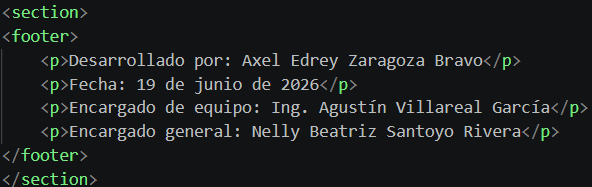 <section>
<footer>
<p>Desarrollado por: Axel Edrey Zaragoza Bravo</p>
<p>Fecha: 19 de junio de 2026</p>
<p>Encargado de equipo: Ing. Agustín Villareal García</p>
<p>Encargado general: Nelly Beatriz Santoyo Rivera</p>
</footer>
</section>